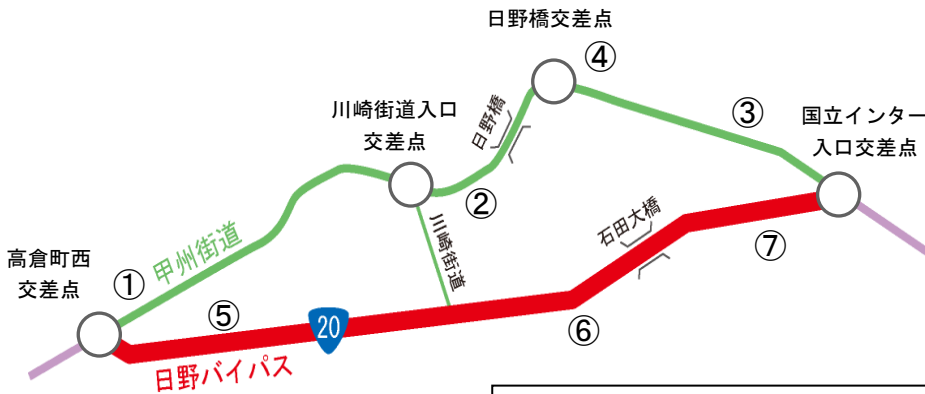 日野橋交差点
④
川崎街道入口
交差点
日野橋
③
国立インター
入口交差点
②
石田大橋
川崎街道
甲州街道
高倉町西
交差点
①
⑦
⑤
20
⑥
日野バイパス